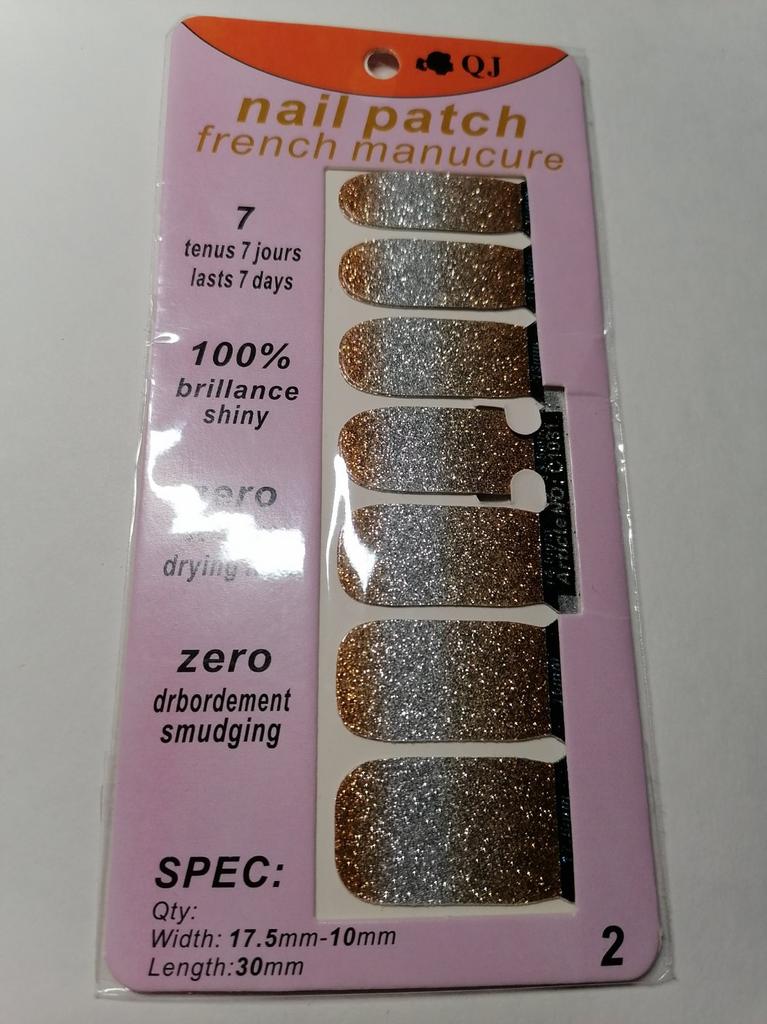 QJ
nail patch
french manucure
7
tenus 7 jours
lasts 7 days
100%
brillance
shiny
zero
drying
zero
drbordement
smudging
SPEC:
Qty:
Width: 17.5mm-10mm
Length:30mm
2